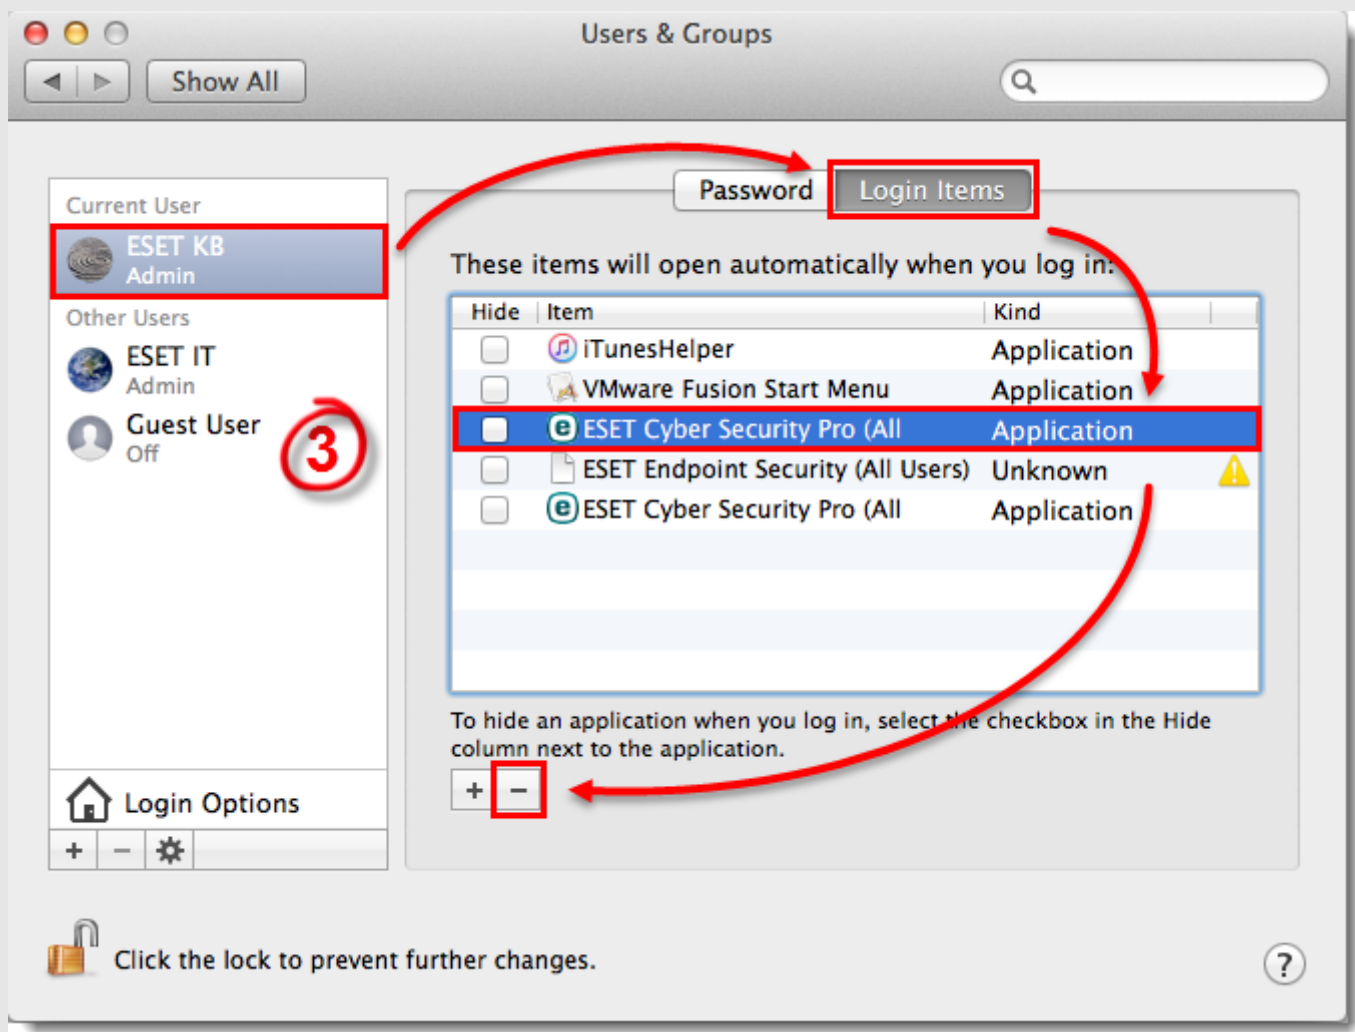 Users & Groups
Show All
Current User
ESET KB
Admin
Other Users
ESET IT
Admin
Guest User
Off
3
Login Options
Password Login Items
These items will open automatically when you log in:
Hide Item Kind
iTunesHelper Application
VMware Fusion Start Menu Application
e ESET Cyber Security Pro (All Application
ESET Endpoint Security (All Users) Unknown
e ESET Cyber Security Pro (All Application
To hide an application when you log in, select the checkbox in the Hide
column next to the application.
+ −
+ −
Click the lock to prevent further changes.
?